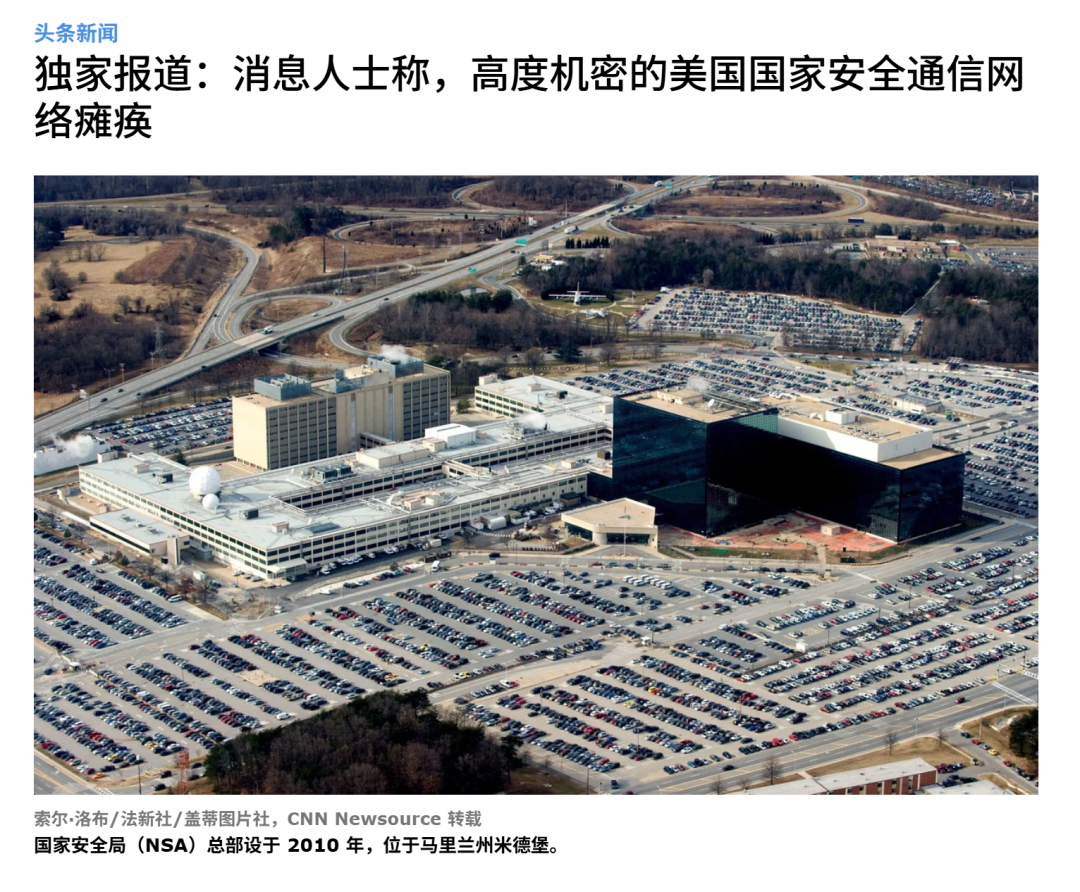 头条新闻
独家报道：消息人士称，高度机密的美国国家安全通信网
络瘫痪
索尔·洛布/法新社/盖蒂图片社，CNN Newsource 转载
国家安全局（NSA）总部设于 2010 年，位于马里兰州米德堡。